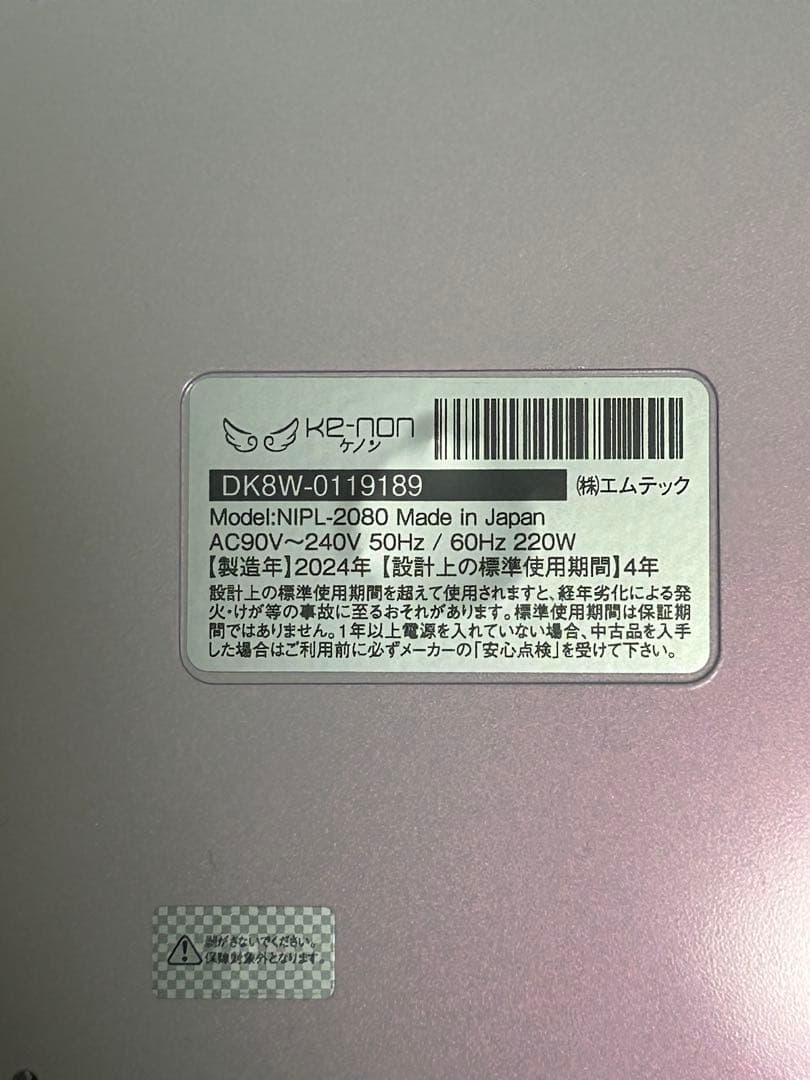 ke-non
ケノン
DK8W-0119189
㈱エムテック
Model:NIPL-2080 Made in Japan
AC90V～240V 50Hz / 60Hz 220W
【製造年】2024年【設計上の標準使用期間】4年
設計上の標準使用期間を超えて使用されますと、経年劣化による発
火・けが等の事故に至るおそれがあります。標準使用期間は保証期
間ではありません。1年以上電源を入れていない場合、中古品を入手
した場合はご利用前に必ずメーカーの「安心点検」を受けて下さい。
剥がさないでください。
保障対象外となります。